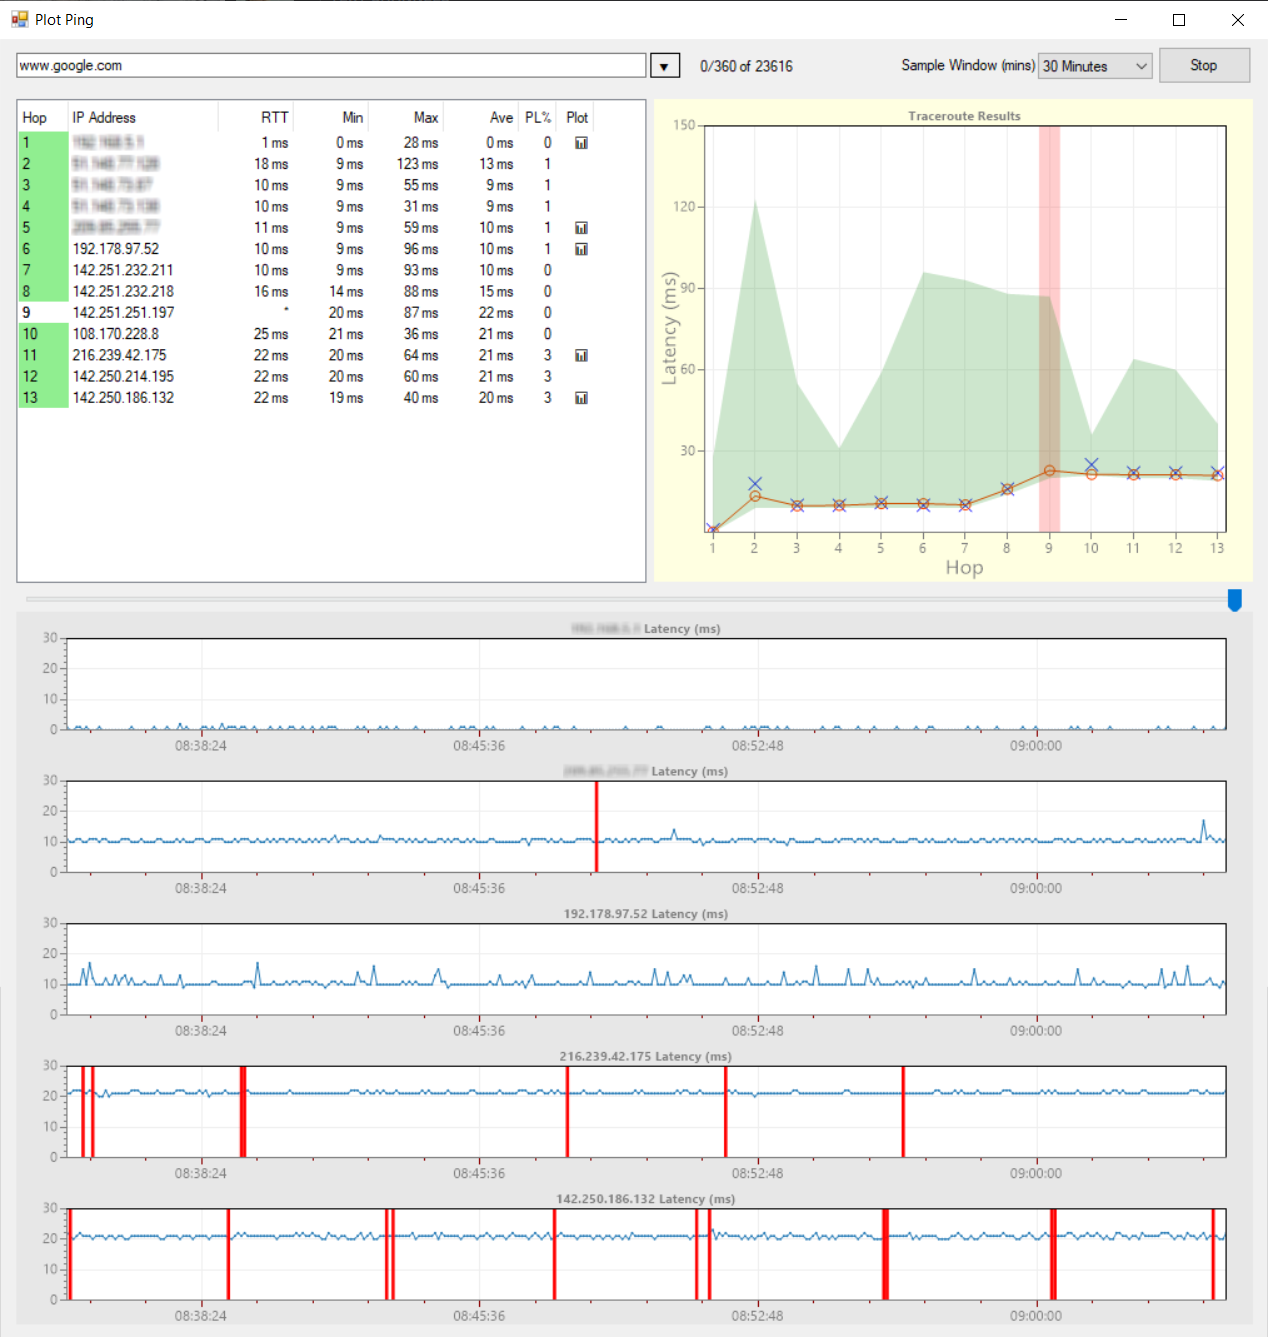 Plot Ping
www.google.com
0/360 of 23616
Sample Window (mins)
30 Minutes
Stop
Hop IP Address RTT Min Max Ave PL% Plot
1 1 ms 0 ms 28 ms 0 ms 0
2 18 ms 9 ms 123 ms 13 ms 1
3 10 ms 9 ms 55 ms 9 ms 1
4 10 ms 9 ms 31 ms 9 ms 1
5 11 ms 9 ms 59 ms 10 ms 1
6 192.178.97.52 10 ms 9 ms 96 ms 10 ms 1
7 142.251.232.211 10 ms 9 ms 93 ms 10 ms 0
8 142.251.232.218 16 ms 14 ms 88 ms 15 ms 0
9 142.251.251.197 * 20 ms 87 ms 22 ms 0
10 108.170.228.8 25 ms 21 ms 36 ms 21 ms 0
11 216.239.42.175 22 ms 20 ms 64 ms 21 ms 3
12 142.250.214.195 22 ms 20 ms 60 ms 21 ms 3
13 142.250.186.132 22 ms 19 ms 40 ms 20 ms 3
Traceroute Results
150
120
90
60
30
Latency (ms)
1 2 3 4 5 6 7 8 9 10 11 12 13
Hop
Latency (ms)
30
20
10
0
08:38:24 08:45:36 08:52:48 09:00:00
Latency (ms)
30
20
10
0
08:38:24 08:45:36 08:52:48 09:00:00
192.178.97.52 Latency (ms)
30
20
10
0
08:38:24 08:45:36 08:52:48 09:00:00
216.239.42.175 Latency (ms)
30
20
10
0
08:38:24 08:45:36 08:52:48 09:00:00
142.250.186.132 Latency (ms)
30
20
10
0
08:38:24 08:45:36 08:52:48 09:00:00